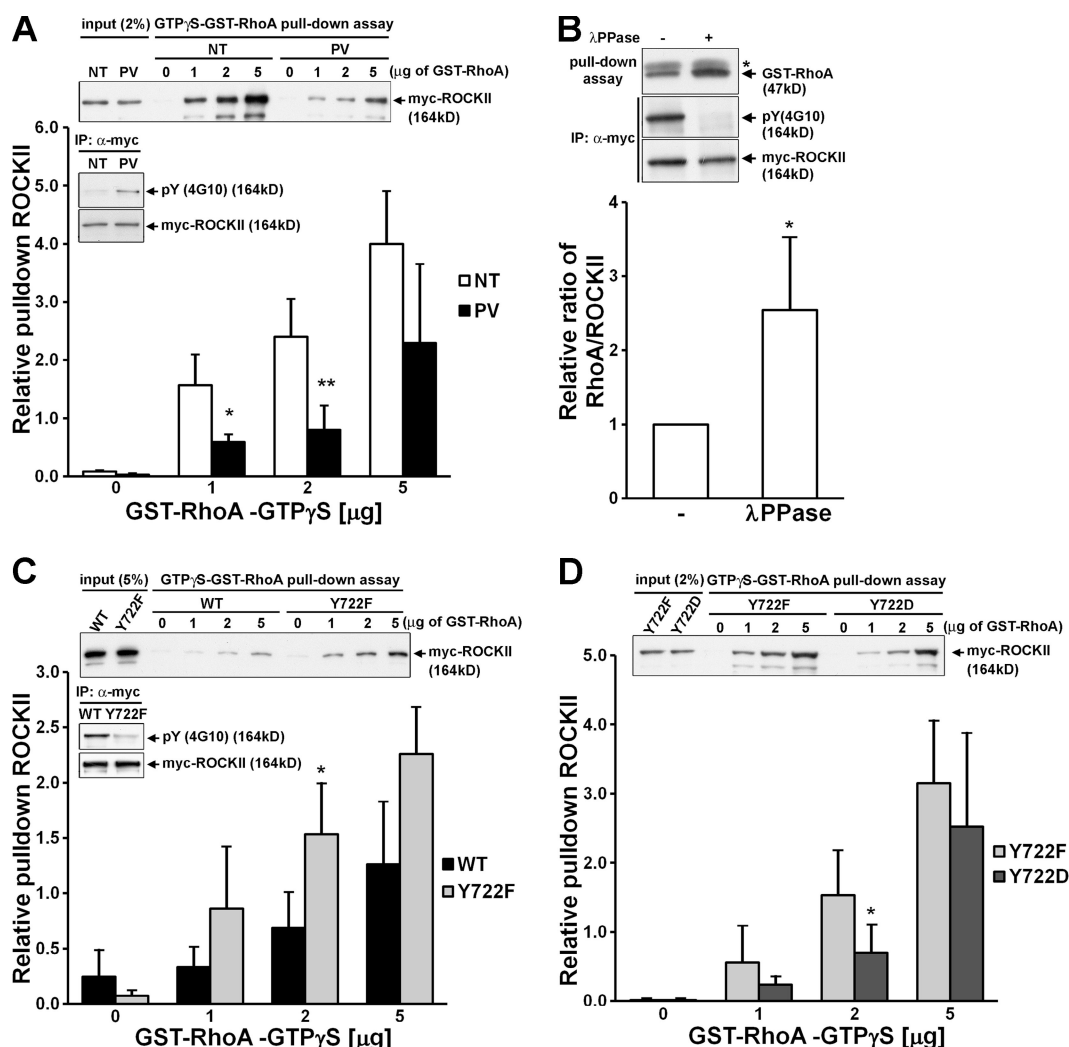 A
input (2%) GTPγS-GST-RhoA pull-down assay
NT PV
NT PV 0 1 2 5 0 1 2 5 (μg of GST-RhoA)
myc-ROCKII
(164kD)
IP: α-myc
NT PV
pY (4G10) (164kD)
myc-ROCKII (164kD)
Relative pulldown ROCKII
6.0
5.0
4.0
3.0
2.0
1.0
0.0
NT
PV
*
**
0 1 2 5
GST-RhoA -GTPγS [μg]
B
λPPase - +
pull-down
assay
*
GST-RhoA
(47kD)
IP: α-myc
pY(4G10)
(164kD)
myc-ROCKII
(164kD)
Relative ratio of
RhoA/ROCKII
4
3
2
1
0
*
- λPPase
C
input (5%) GTPγS-GST-RhoA pull-down assay
WT Y722F
WT Y722F 0 1 2 5 0 1 2 5 (μg of GST-RhoA)
myc-ROCKII
(164kD)
IP: α-myc
WT Y722F
pY (4G10) (164kD)
myc-ROCKII (164kD)
Relative pulldown ROCKII
3.0
2.5
2.0
1.5
1.0
0.5
0.0
*
WT
Y722F
0 1 2 5
GST-RhoA -GTPγS [μg]
D
input (2%) GTPγS-GST-RhoA pull-down assay
Y722F Y722D
Y722F Y722D 0 1 2 5 0 1 2 5 (μg of GST-RhoA)
myc-ROCKII
(164kD)
Relative pulldown ROCKII
5.0
4.0
3.0
2.0
1.0
0.0
*
Y722F
Y722D
0 1 2 5
GST-RhoA -GTPγS [μg]